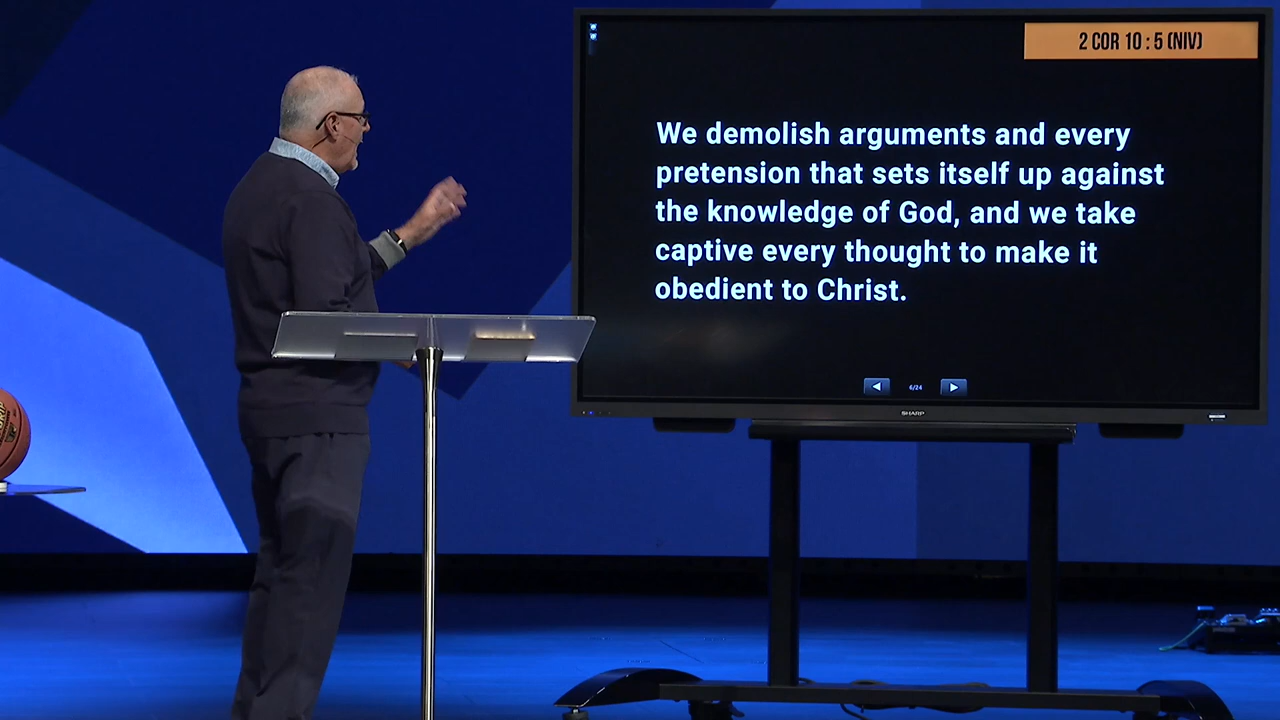 2 COR 10 : 5 (NIV)
We demolish arguments and every
pretension that sets itself up against
the knowledge of God, and we take
captive every thought to make it
obedient to Christ.
6/24
SHARP